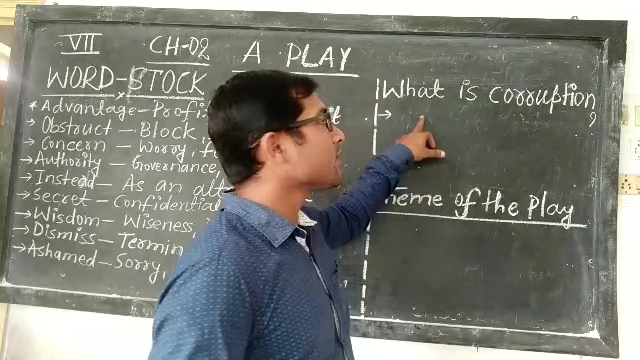 VII CH-02 A PLAY
WORD-STOCK
* Advantage - Profi
→ Obstruct - Block
→ Concern - Worry,
→ Authority - Governance,
→ Instead - As an alt
→ Secret - Confidential
→ Wisdom - Wiseness,
→ Dismiss - Termin
→ Ashamed - Sorry,
What is corruption
?
→
heme of the Play